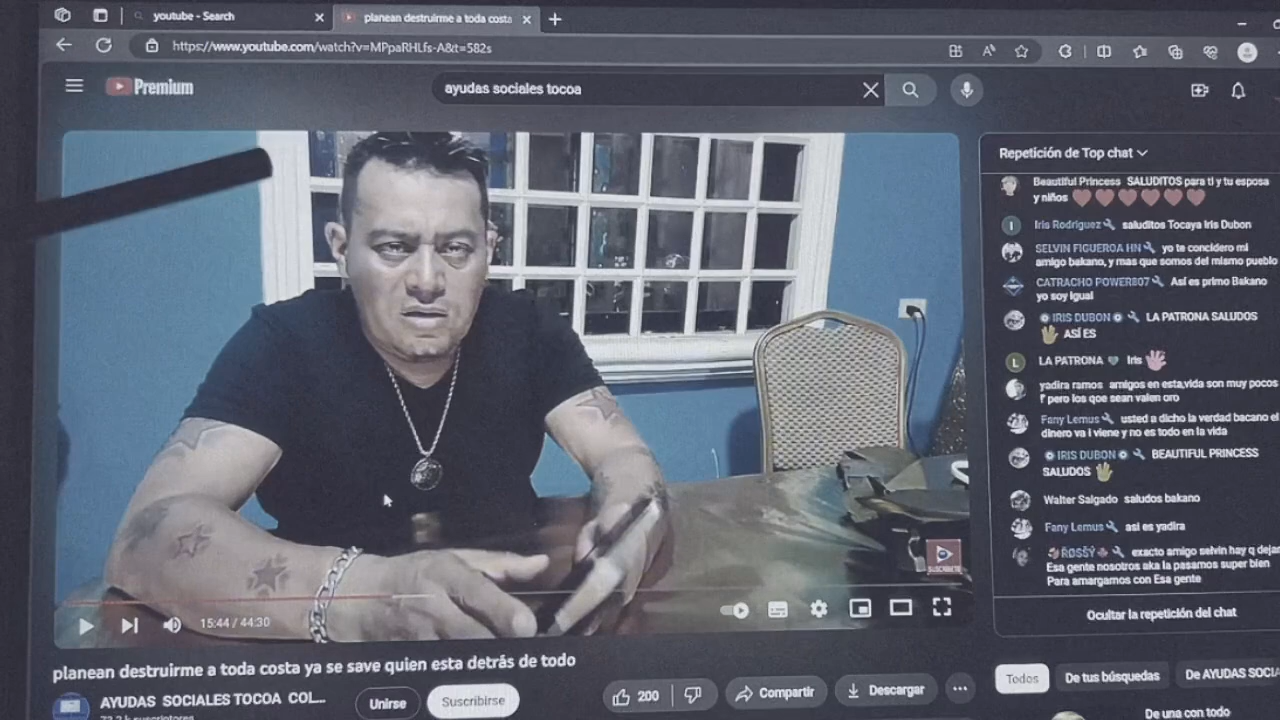 youtube - Search
planean destruirme a toda costa
https://www.youtube.com/watch?v=MPpaRHLfs-A&t=582s
Premium
ayudas sociales tocoa
Repetición de Top chat
Beautiful Princess SALUDITOS para ti y tu esposa
y niños
Iris Rodriguez saluditos Tocaya Iris Dubon
SELVIN FIGUEROA HN yo te concidero mi
amigo bakano, y mas que somos del mismo pueblo
CATRACHO POWER807 Así es primo Bakano
yo soy igual
IRIS DUBON LA PATRONA SALUDOS
ASÍ ES
L
LA PATRONA Iris
yadira ramos amigos en esta,vida son muy pocos
pero los que sean valen oro
Fany Lemus usted a dicho la verdad bacano el
dinero va i viene y no es todo en la vida
IRIS DUBON BEAUTIFUL PRINCESS
SALUDOS
Walter Salgado saludos bakano
Fany Lemus asi es yadira
RØSSÝ exacto amigo selvin hay q dejar
Esa gente nosotros aka la pasamos super bien
Para amargarnos con Esa gente
SUSCRIBETE
Ocultar la repetición del chat
15:44 / 44:30
planean destruirme a toda costa ya se save quien esta detrás de todo
AYUDAS SOCIALES TOCOA COL...
Unirse
Suscribirse
200
Compartir
Descargar
Todos
De tus búsquedas
De AYUDAS SOCIA
De una con todo